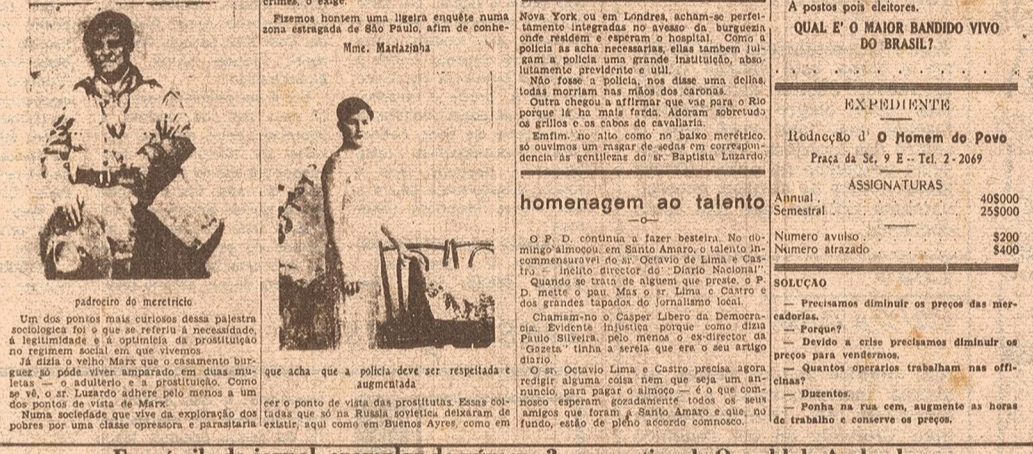 padroeiro do meretricio
Um dos pontos mais curiosos dessa palestra
sociologica foi o que se referiu á necessidade,
á legitimidade e á optimicia da prostituição
no regimem social em que vivemos.
Já dizia o velho Marx que o casamento bur-
guez só póde viver amparado em duas mu-
letas — o adulterio e a prostituição. Como
se vê, o sr. Luzardo adhere pelo menos a um
dos pontos de vista de Marx.
Numa sociedade que vive da exploração dos
pobres por uma classe opressora e parasitaria
crimes, o exige.
Fizemos hontem uma ligeira enquête numa
zona estragada de São Paulo, afim de conhe-
Mme. Mariazinha
que acha que a policia deve ser respeitada e
augmentada
cer o ponto de vista das prostitutas. Essas coi-
tadas que só na Russia sovietica deixaram de
existir, aqui como em Buenos Ayres, como em
Nova York ou em Londres, acham-se perfei-
tamente integradas no avesso da burguezia
onde residem e esperam o hospital. Como a
policia as acha necessarias, ellas tambem jul-
gam a policia uma grande instituição, abso-
lutamente previdente e util.
Não fosse a policia, nos disse uma dellas,
todas morriam nas mãos dos caronas.
Outra chegou a affirmar que vae para o Rio
porque lá ha mais farda. Adoram sobretudo
os grillos e os cabos de cavallaria.
Emfim, no alto como no baixo meretricio,
só ouvimos um rasgar de sedas em correspon-
dencia ás gentilezas do sr. Baptista Luzardo.
homenagem ao talento
O P. D. continua a fazer besteira. No do-
mingo almoçou, em Santo Amaro, o talento in-
commensuravel do sr. Octavio de Lima e Cas-
tro — inclito director do "Diario Nacional".
Quando se trata de alguem que preste, o P.
D. mette o pau. Mas o sr. Lima e Castro é
dos grandes tapados do jornalismo local.
Chamam-no o Casper Libero da Democra-
cia. Evidente injustiça porque como dizia
Paulo Silveira, pelo menos o ex-director da
"Gazeta" tinha a sereia que era o seu artigo
diario.
O sr. Octavio Lima e Castro precisa agora
redigir alguma coisa nem que seja um an-
nuncio, para pagar o almoço — é o que com-
nosco esperam gozadamente todos os seus
amigos que foram a Santo Amaro e que, no
fundo, estão de pleno accordo comnosco.
A postos pois eleitores.
QUAL E' O MAIOR BANDIDO VIVO
DO BRASIL?
EXPEDIENTE
Redacção d' O Homem do Povo
Praça da Sé, 9 E -- Tel. 2-2069
ASSIGNATURAS
Annual . 40$000
Semestral . 25$000
Numero avulso . $200
Numero atrazado . $400
SOLUÇÃO
— Precisamos diminuir os preços das mer-
cadorias.
— Porque?
— Devido a crise precisamos diminuir os
preços para vendermos.
— Quantos operarios trabalham nas offi-
cinas?
— Duzentos.
— Ponha na rua cem, augmente as horas
de trabalho e conserve os preços.